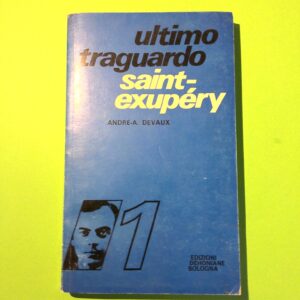 ultimo
traguardo
saint-
exupéry
ANDRÉ-A. DEVAUX
1
EDIZIONI
DEHONIANE
BOLOGNA